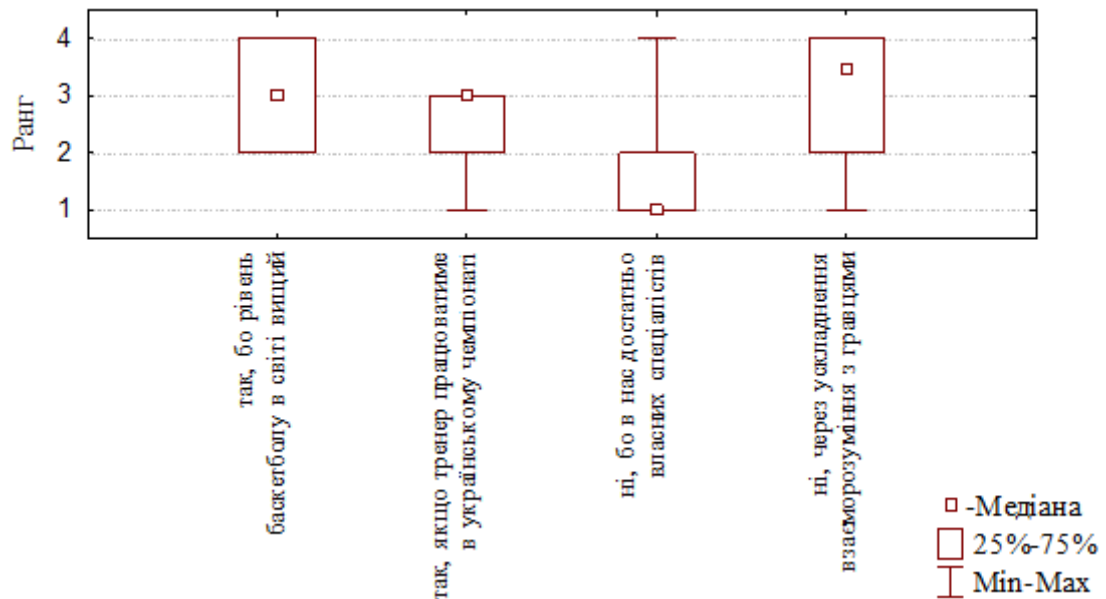 Ранг
4
3
2
1
так, бо рівень
баскетболу в світі вищий
так, якщо тренер працюватиме
в українському чемпіонаті
ні, бо в нас достатньо
власних спеціалістів
ні, через ускладнення
взаєморозуміння з гравцями
-Медіана
25%-75%
Min-Max